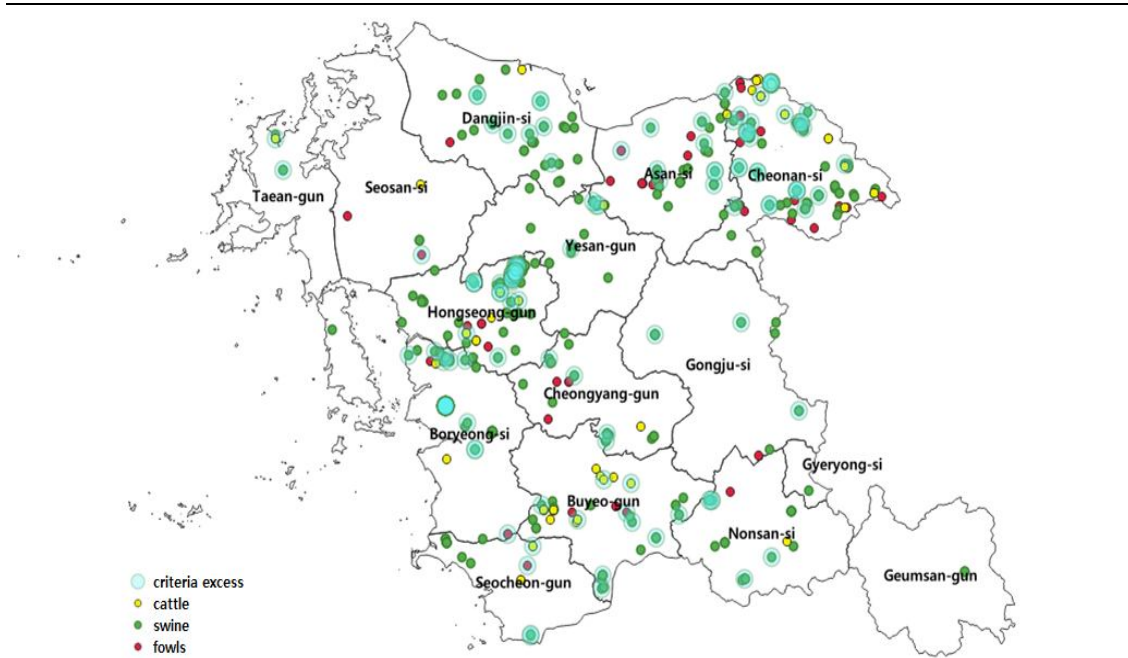 Dangjin-si
Asan-si
Cheonan-si
Seosan-si
Taean-gun
Yesan-gun
Hongseong-gun
Gongju-si
Cheongyang-gun
Boryeong-si
Gyeryong-si
Buyeo-gun
Nonsan-si
Geumsan-gun
Seocheon-gun
criteria excess
cattle
swine
fowls